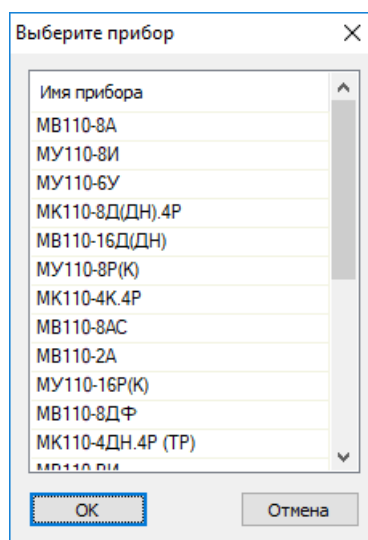 Выберите прибор
Имя прибора
МВ110-8А
МУ110-8И
МУ110-6У
МК110-8Д(ДН).4Р
МВ110-16Д(ДН)
МУ110-8Р(К)
МК110-4К.4Р
МВ110-8АС
МВ110-2А
МУ110-16Р(К)
МВ110-8ДФ
МК110-4ДН.4Р (ТР)
OK
Отмена